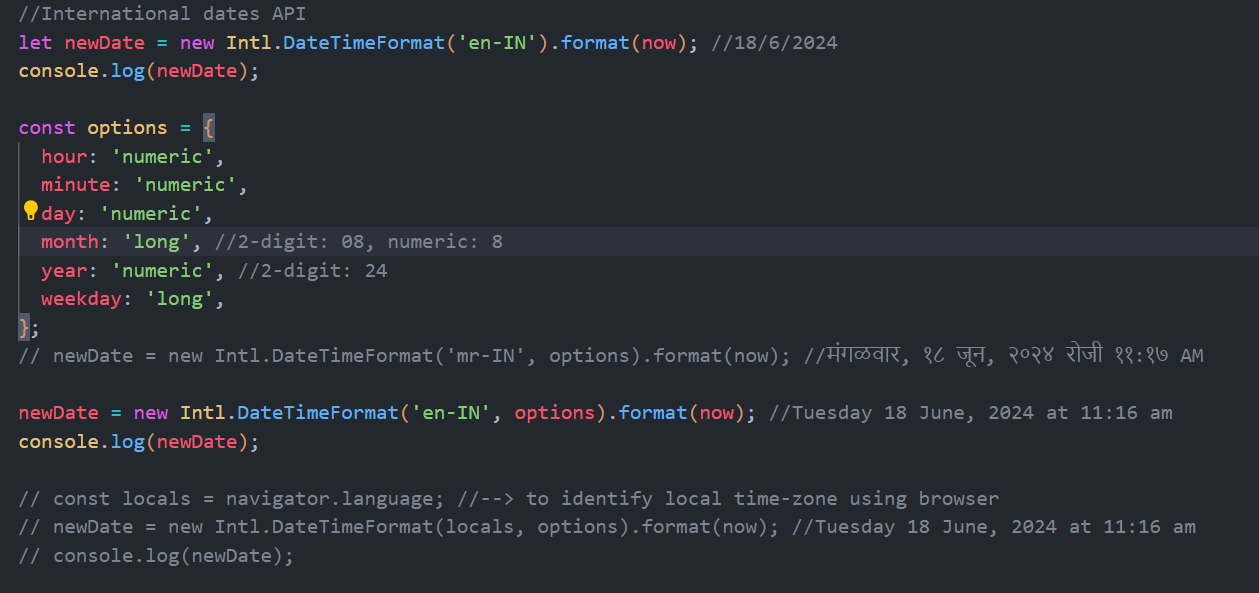 //International dates API
let newDate = new Intl.DateTimeFormat('en-IN').format(now); //18/6/2024
console.log(newDate);
const options = {
hour: 'numeric',
minute: 'numeric',
day: 'numeric',
month: 'long', //2-digit: 08, numeric: 8
year: 'numeric', //2-digit: 24
weekday: 'long',
};
// newDate = new Intl.DateTimeFormat('mr-IN', options).format(now); //मंगळवार, १८ जून, २०२४ रोजी ११:१७ AM
newDate = new Intl.DateTimeFormat('en-IN', options).format(now); //Tuesday 18 June, 2024 at 11:16 am
console.log(newDate);
// const locals = navigator.language; //--> to identify local time-zone using browser
// newDate = new Intl.DateTimeFormat(locals, options).format(now); //Tuesday 18 June, 2024 at 11:16 am
// console.log(newDate);